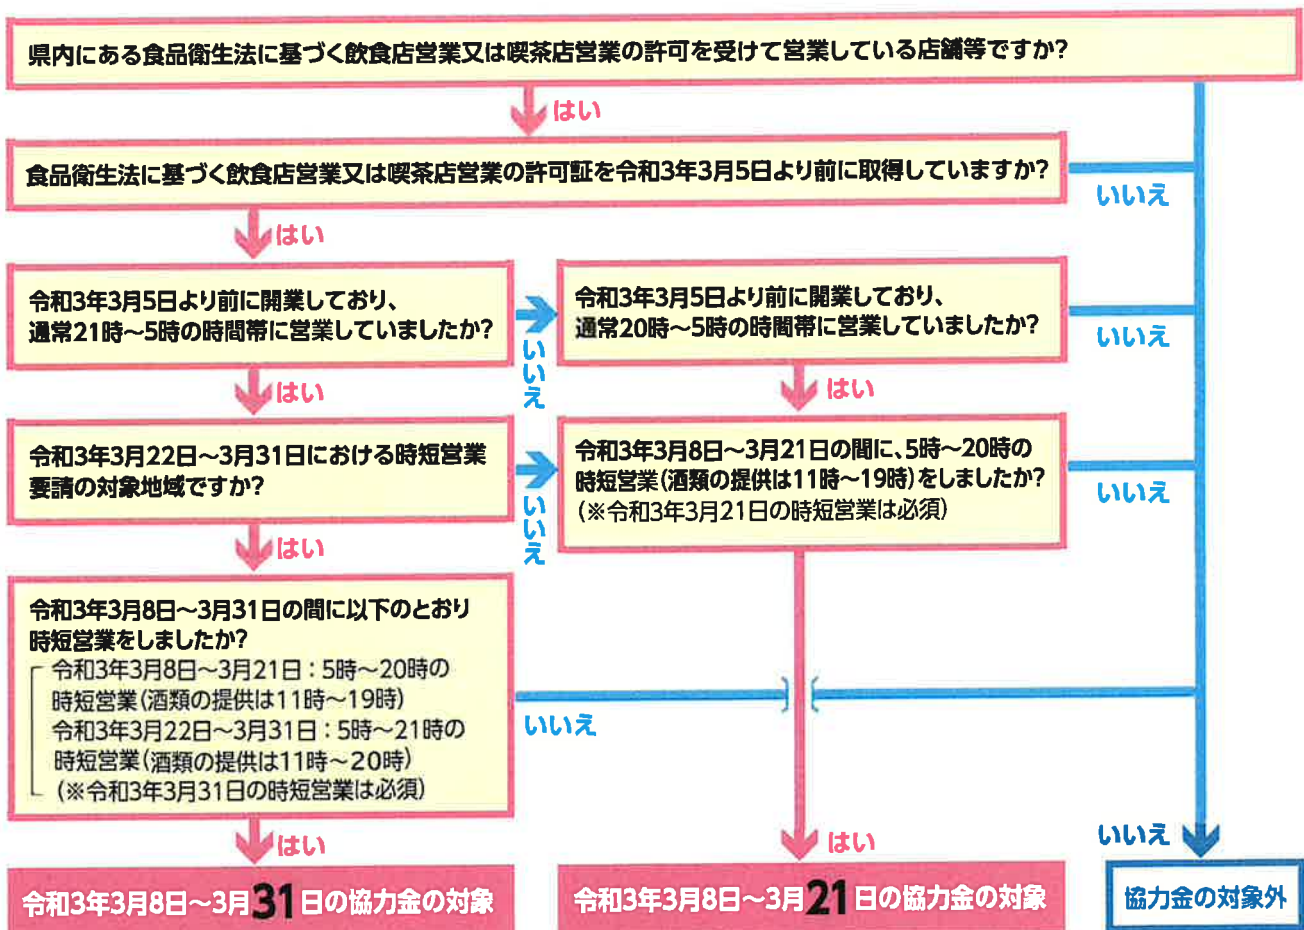 県内にある食品衛生法に基づく飲食店営業又は喫茶店営業の許可を受けて営業している店舗等ですか?
はい
食品衛生法に基づく飲食店営業又は喫茶店営業の許可証を令和3年3月5日より前に取得していますか?
いいえ
はい
令和3年3月5日より前に開業しており、
通常21時～5時の時間帯に営業していましたか?
いいえ
令和3年3月5日より前に開業しており、
通常20時～5時の時間帯に営業していましたか?
いいえ
はい
はい
令和3年3月22日～3月31日における時短営業
要請の対象地域ですか?
いいえ
令和3年3月8日～3月21日の間に、5時～20時の
時短営業(酒類の提供は11時～19時)をしましたか?
(※令和3年3月21日の時短営業は必須)
いいえ
はい
令和3年3月8日～3月31日の間に以下のとおり
時短営業をしましたか?
令和3年3月8日～3月21日：5時～20時の
時短営業(酒類の提供は11時～19時)
令和3年3月22日～3月31日：5時～21時の
時短営業(酒類の提供は11時～20時)
(※令和3年3月31日の時短営業は必須)
いいえ
はい
はい
いいえ
令和3年3月8日～3月31日の協力金の対象
令和3年3月8日～3月21日の協力金の対象
協力金の対象外